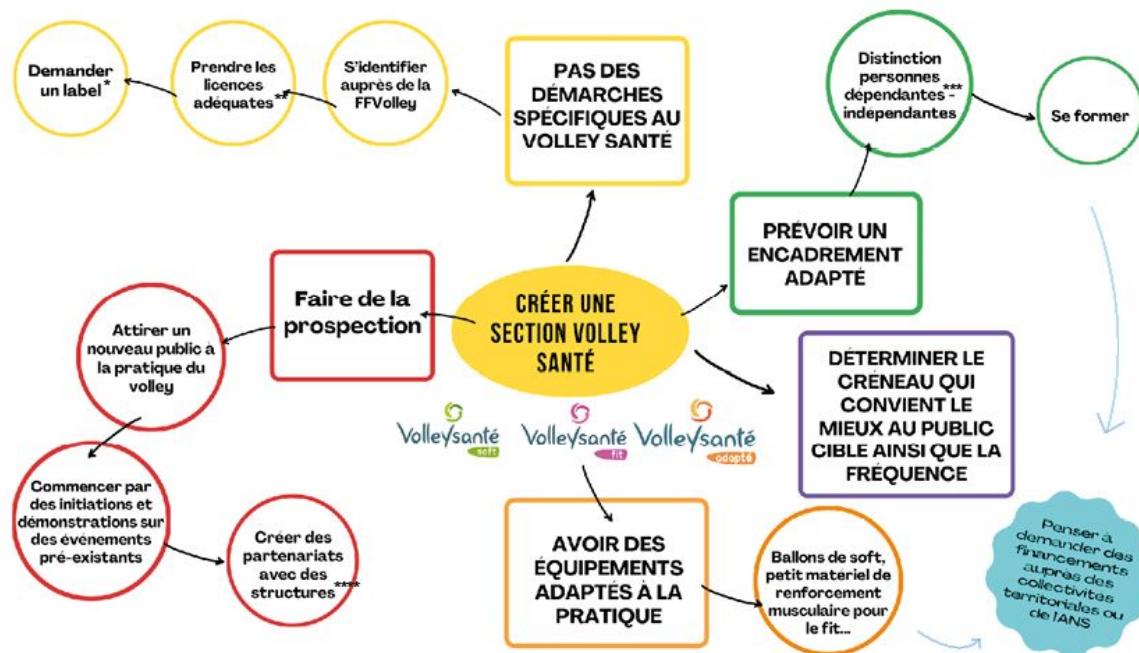 Demander
un label*
Prendre les
licences
adéquates**
S'identifier
auprès de la
FFVolley
PAS DES
DÉMARCHES
SPÉCIFIQUES AU
VOLLEY SANTÉ
Distinction
personnes
dépendantes***-
indépendantes
Se former
PRÉVOIR UN
ENCADREMENT
ADAPTÉ
Faire de la
prospection
CRÉER UNE
SECTION VOLLEY
SANTÉ
Attirer un
nouveau public à
la pratique du
volley
DÉTERMINER LE
CRÉNEAU QUI
CONVIENT LE
MIEUX AU PUBLIC
CIBLE AINSI QUE LA
FRÉQUENCE
Volleysanté
soft
Volleysanté
fit
Volleysanté
adapté
Commencer par
des initiations et
démonstrations sur
des événements
pré-existants
Créer des
partenariats
avec des
structures****
AVOIR DES
ÉQUIPEMENTS
ADAPTÉS À LA
PRATIQUE
Ballons de soft,
petit matériel de
renforcement
musculaire pour
le fit...
Penser à
demander des
financements
auprès des
collectivités
territoriales ou
de l'ANS